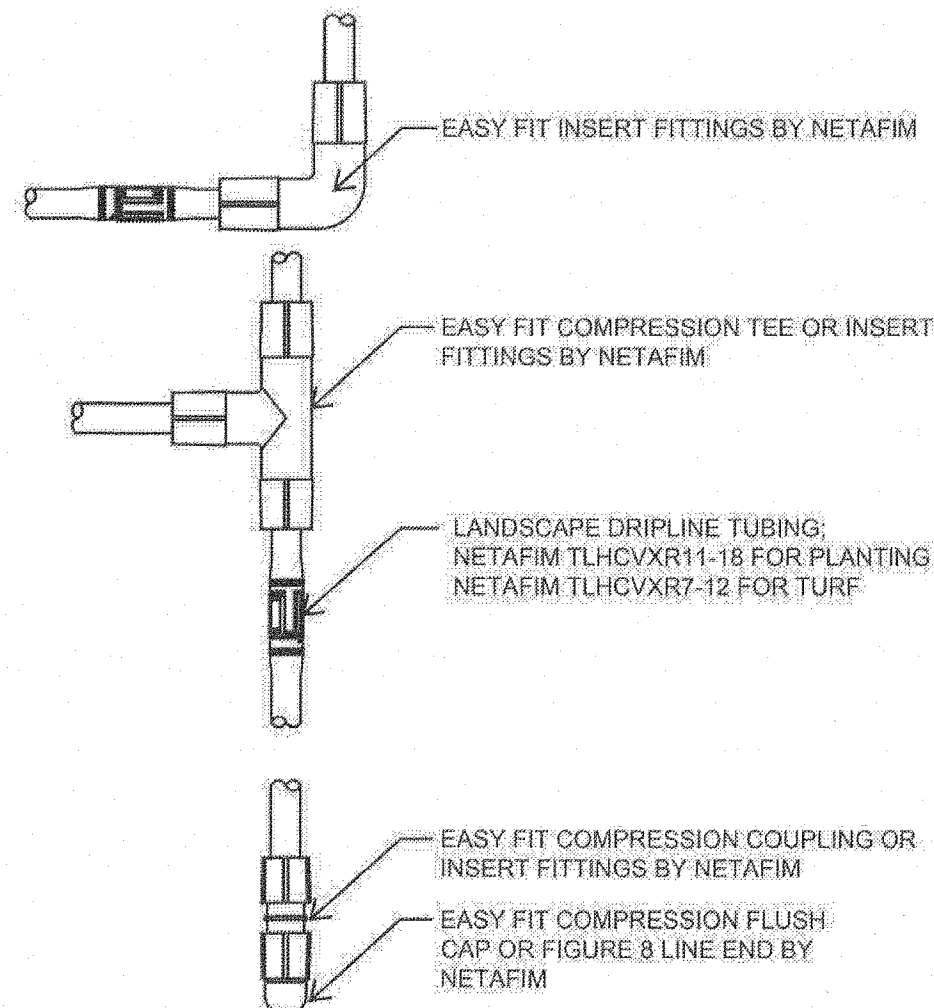 EASY FIT INSERT FITTINGS BY NETAFIM
EASY FIT COMPRESSION TEE OR INSERT
FITTINGS BY NETAFIM
LANDSCAPE DRIPLINE TUBING;
NETAFIM TLHCVXR11-18 FOR PLANTING
NETAFIM TLHCVXR7-12 FOR TURF
EASY FIT COMPRESSION COUPLING OR
INSERT FITTINGS BY NETAFIM
EASY FIT COMPRESSION FLUSH
CAP OR FIGURE 8 LINE END BY
NETAFIM